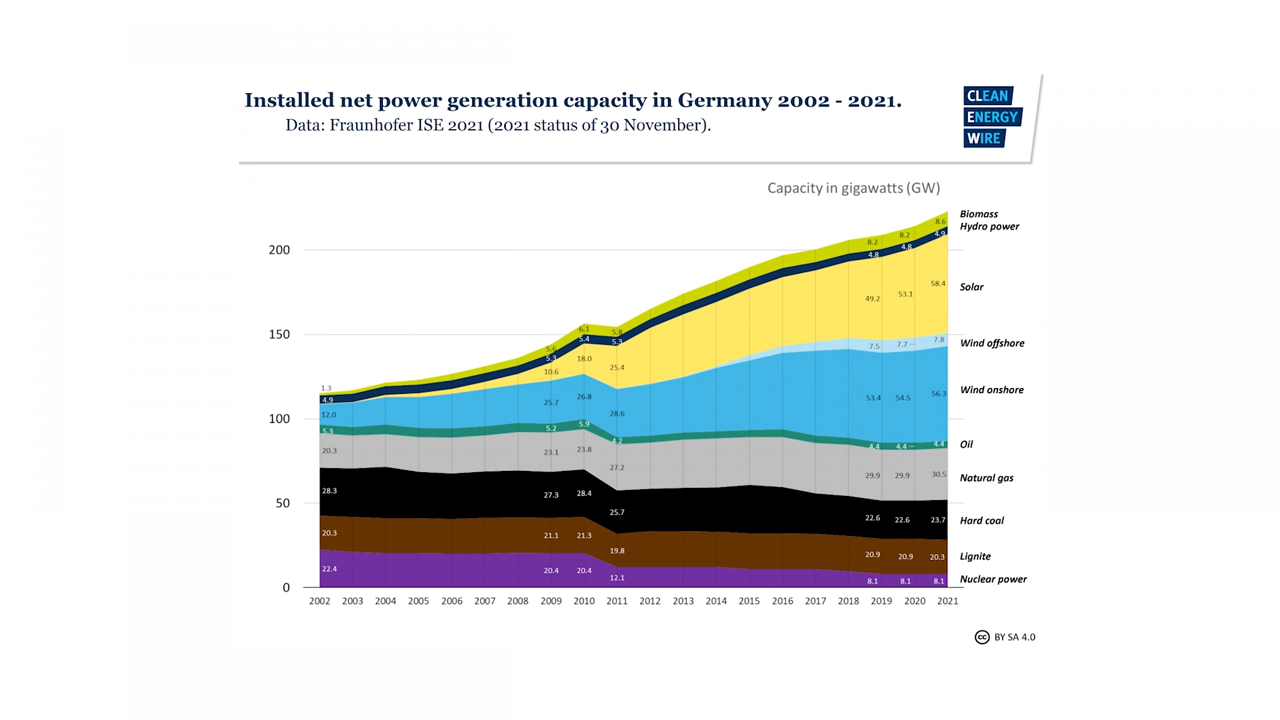 Installed net power generation capacity in Germany 2002 - 2021.
Data: Fraunhofer ISE 2021 (2021 status of 30 November).
CLEAN
ENERGY
WIRE
Capacity in gigawatts (GW)
Biomass
Hydro power
Solar
Wind offshore
Wind onshore
Oil
Natural gas
Hard coal
Lignite
Nuclear power
200
150
100
50
0
1.3 5.6 6.1 5.8 8.2 8.2 8.6
4.9 5.3 5.4 5.3 4.8 4.8 4.9
10.6 18.0 25.4 49.2 53.1 58.4
7.5 7.7 7.8
12.0 25.7 26.8 28.6 53.4 54.5 56.3
5.3 5.2 5.9 4.2 4.4 4.4 4.4
20.3 23.1 23.8 27.2 29.9 29.9 30.5
28.3 27.3 28.4 25.7 22.6 22.6 23.7
20.3 21.1 21.3 19.8 20.9 20.9 20.3
22.4 20.4 20.4 12.1 8.1 8.1 8.1
2002 2003 2004 2005 2006 2007 2008 2009 2010 2011 2012 2013 2014 2015 2016 2017 2018 2019 2020 2021
cc BY SA 4.0